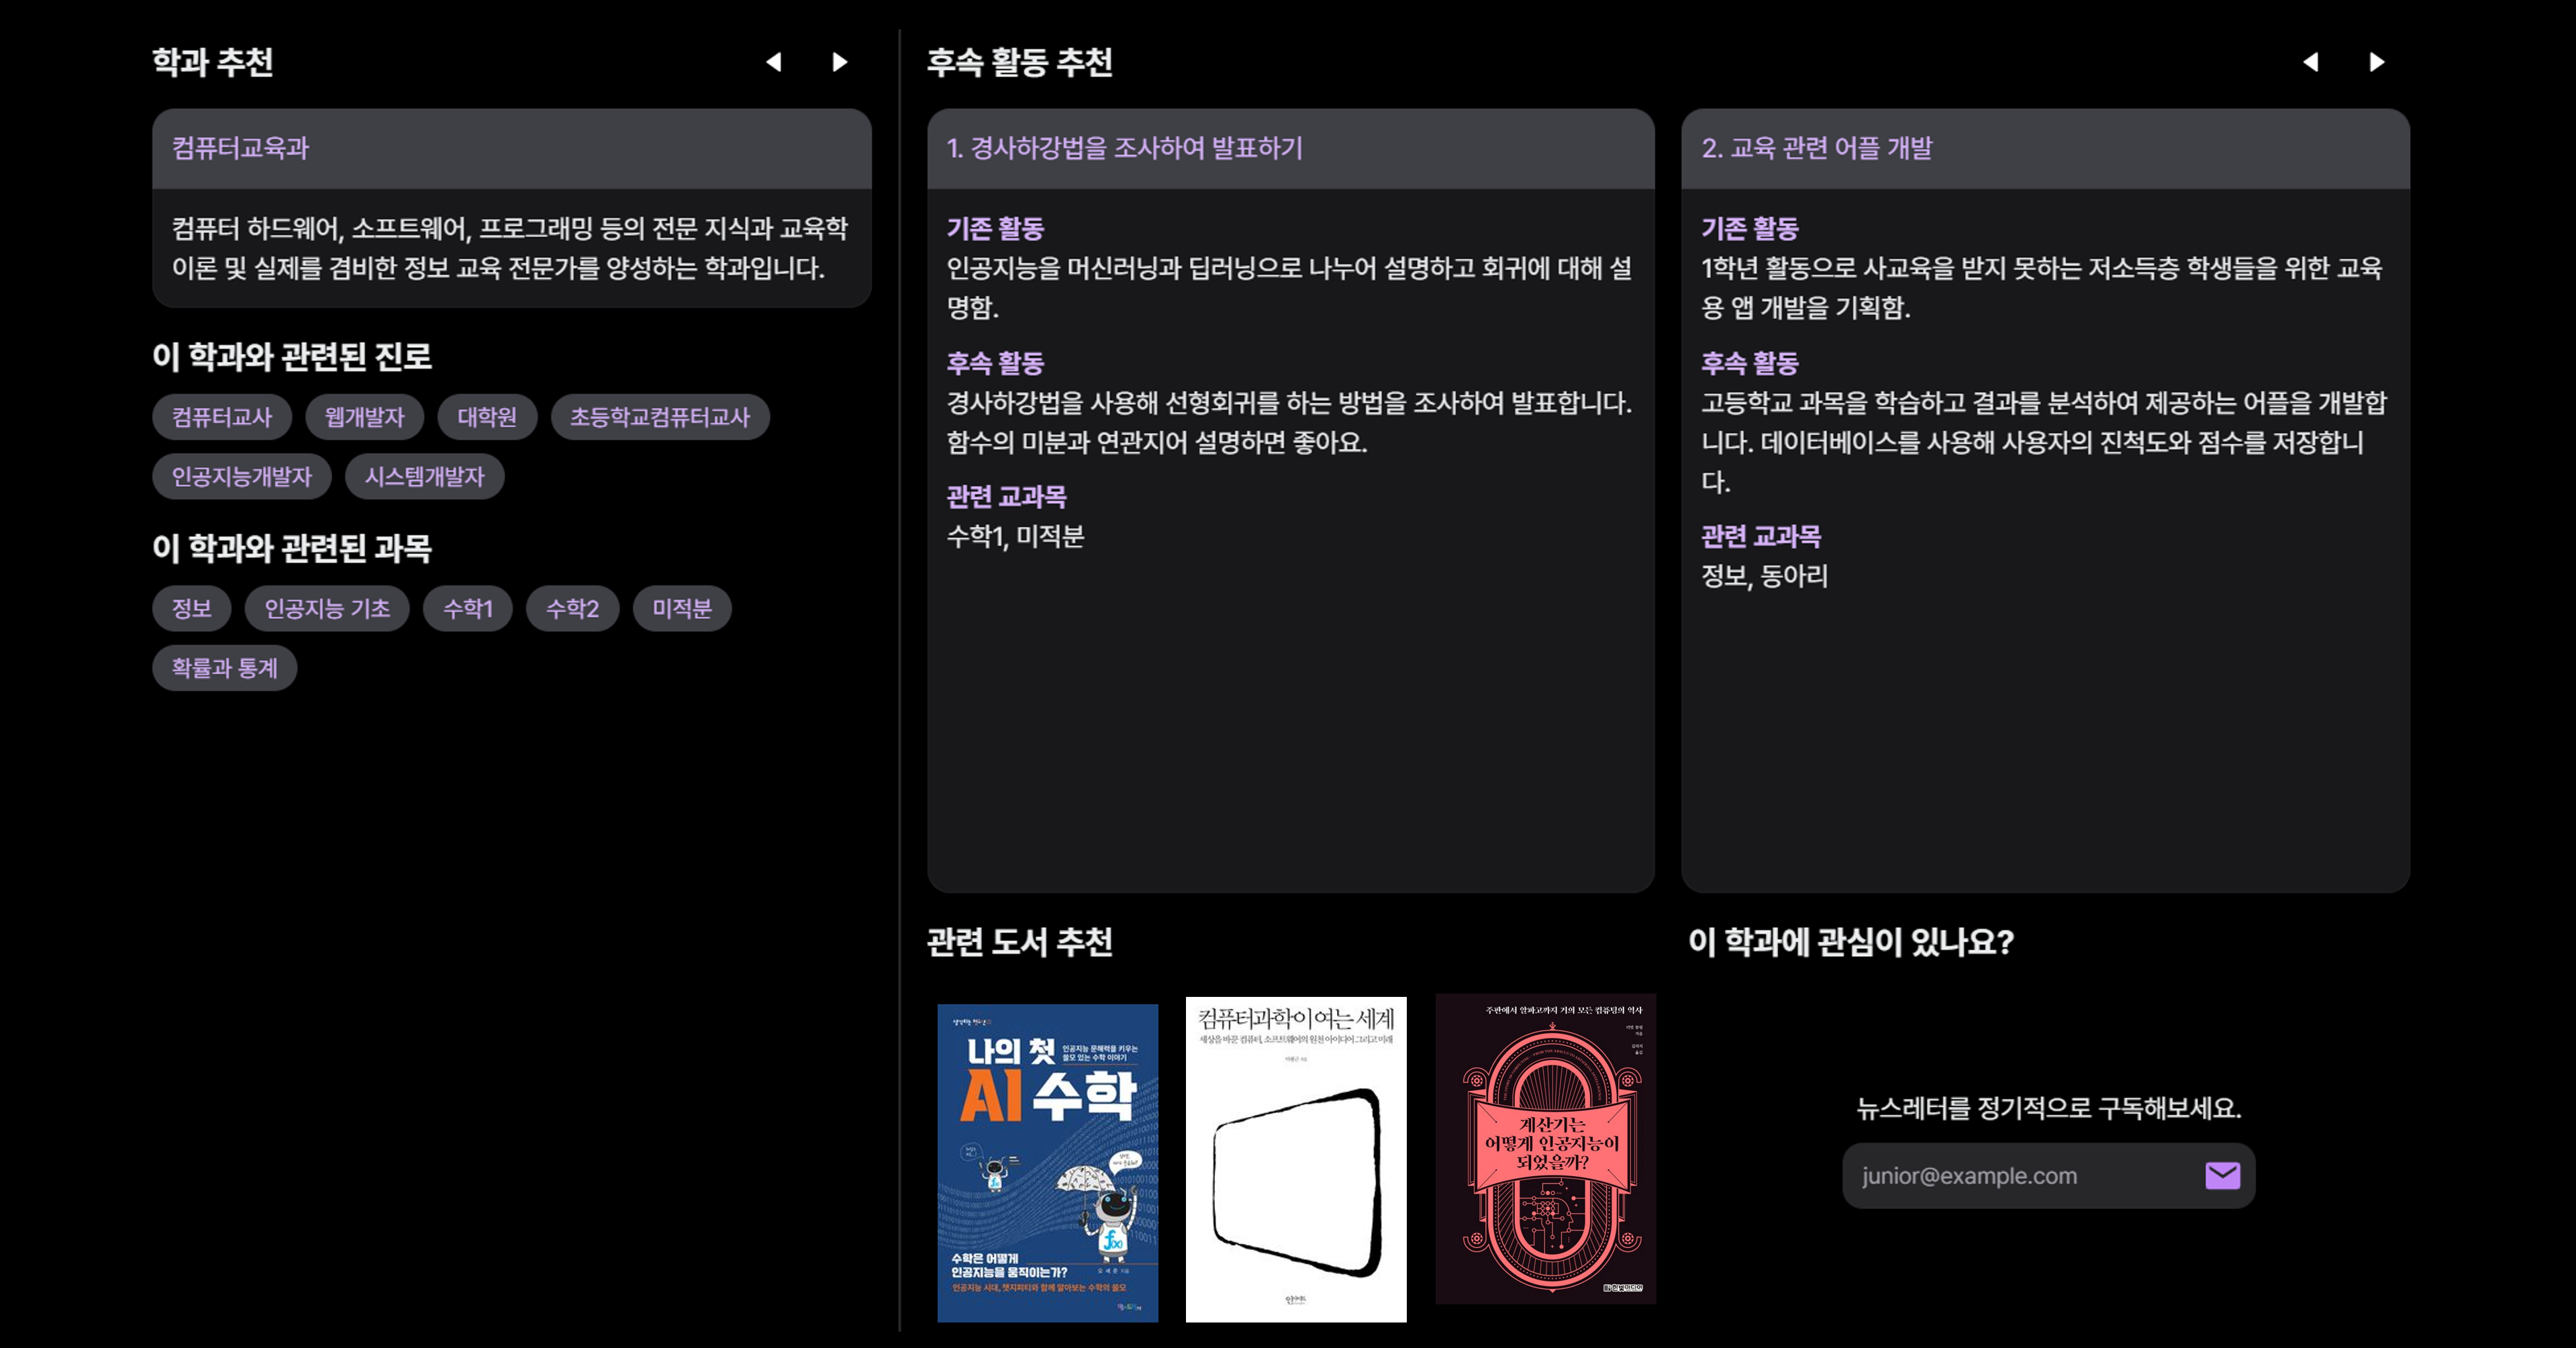 학과 추천
컴퓨터교육과
컴퓨터 하드웨어, 소프트웨어, 프로그래밍 등의 전문 지식과 교육학
이론 및 실제를 겸비한 정보 교육 전문가를 양성하는 학과입니다.
이 학과와 관련된 진로
컴퓨터교사
웹개발자
대학원
초등학교컴퓨터교사
인공지능개발자
시스템개발자
이 학과와 관련된 과목
정보
인공지능 기초
수학1
수학2
미적분
확률과 통계
후속 활동 추천
1. 경사하강법을 조사하여 발표하기
기존 활동
인공지능을 머신러닝과 딥러닝으로 나누어 설명하고 회귀에 대해 설
명함.
후속 활동
경사하강법을 사용해 선형회귀를 하는 방법을 조사하여 발표합니다.
함수의 미분과 연관지어 설명하면 좋아요.
관련 교과목
수학1, 미적분
2. 교육 관련 어플 개발
기존 활동
1학년 활동으로 사교육을 받지 못하는 저소득층 학생들을 위한 교육
용 앱 개발을 기획함.
후속 활동
고등학교 과목을 학습하고 결과를 분석하여 제공하는 어플을 개발합
니다. 데이터베이스를 사용해 사용자의 진척도와 점수를 저장합니
다.
관련 교과목
정보, 동아리
관련 도서 추천
나의 첫
인공지능 문해력을 키우는
쓸모 있는 수학 이야기
AI 수학
수학은 어떻게
인공지능을 움직이는가?
인공지능 시대, 챗지피티와 함께 알아보는 수학의 쓸모
컴퓨터과학이 여는 세계
세상을 바꾼 컴퓨터, 소프트웨어의 원천 아이디어 그리고 미래
주판에서 알파고까지 거의 모든 컴퓨팅의 역사
계산기는
어떻게 인공지능이
되었을까?
한빛미디어
이 학과에 관심이 있나요?
뉴스레터를 정기적으로 구독해보세요.
junior@example.com